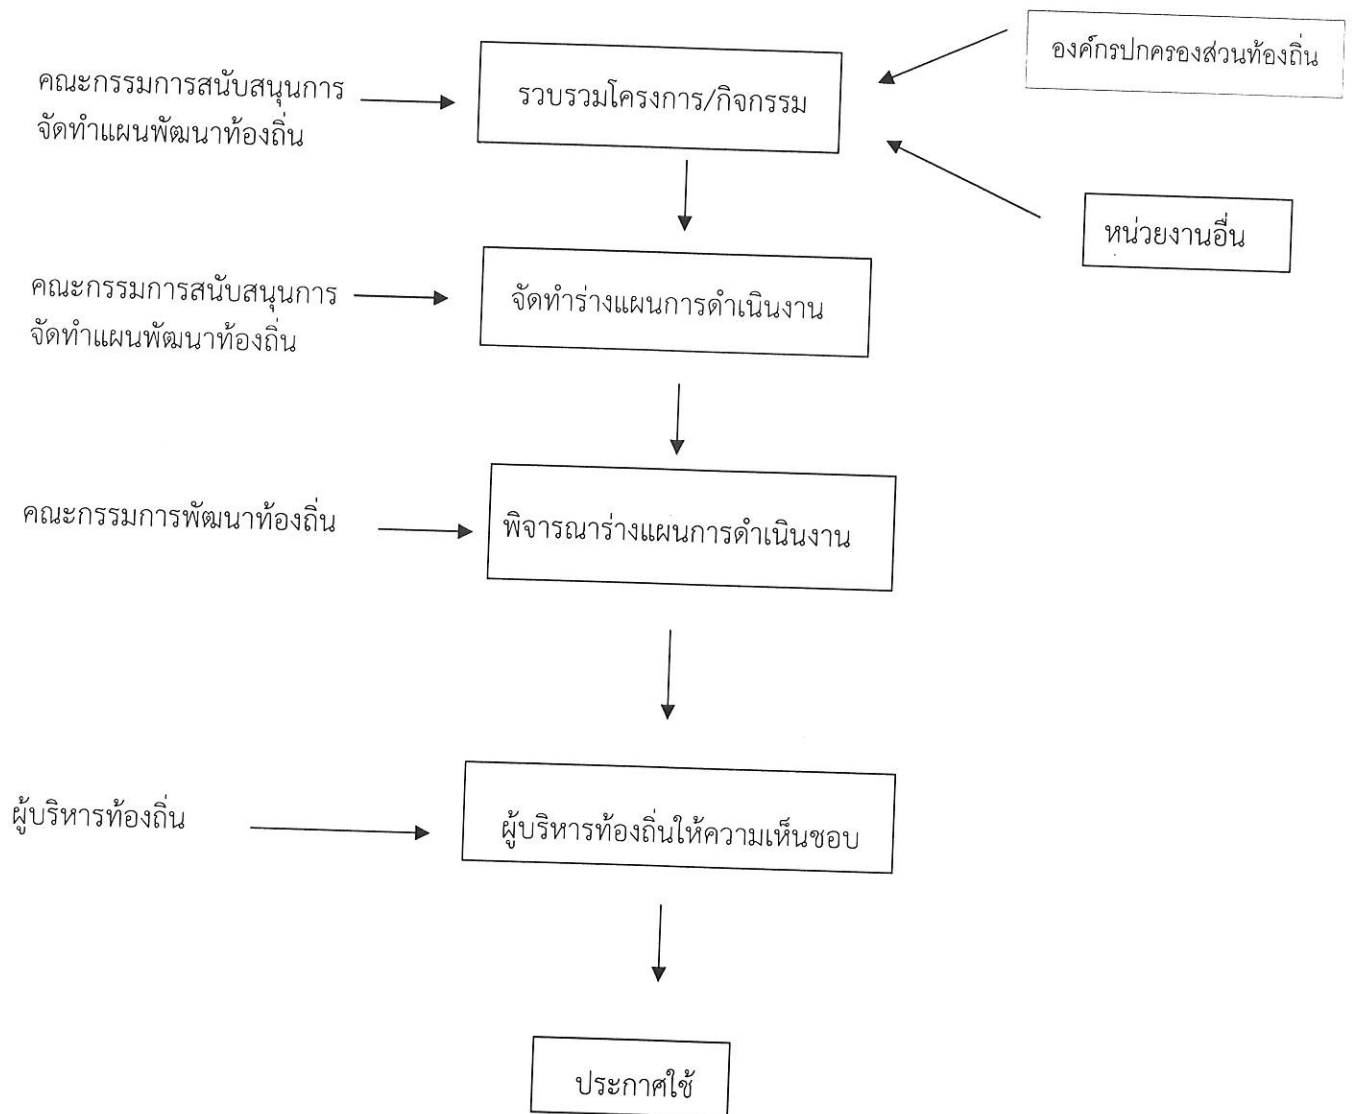 องค์กรปกครองส่วนท้องถิ่น
คณะกรรมการสนับสนุนการ
จัดทำแผนพัฒนาท้องถิ่น
รวบรวมโครงการ/กิจกรรม
หน่วยงานอื่น
คณะกรรมการสนับสนุนการ
จัดทำแผนพัฒนาท้องถิ่น
จัดทำร่างแผนการดำเนินงาน
คณะกรรมการพัฒนาท้องถิ่น
พิจารณาร่างแผนการดำเนินงาน
ผู้บริหารท้องถิ่น
ผู้บริหารท้องถิ่นให้ความเห็นชอบ
ประกาศใช้